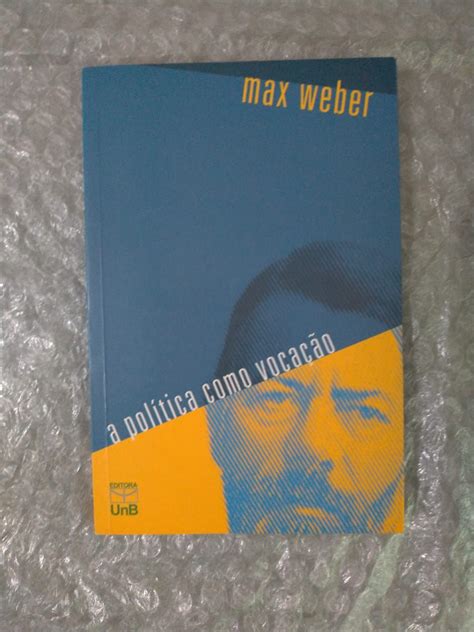 max weber
a política como vocação
EDITORA
UnB